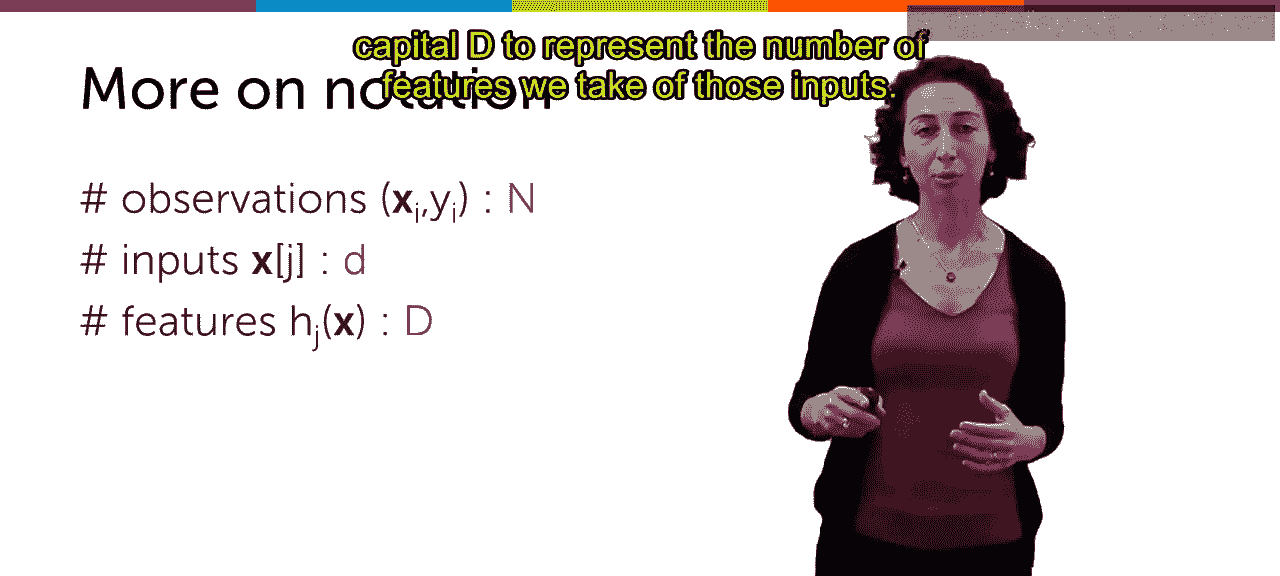 capital D to represent the number of
features we take of those inputs.
More on notation
# observations (xᵢ,yᵢ) : N
# inputs x[j] : d
# features hⱼ(x) : D